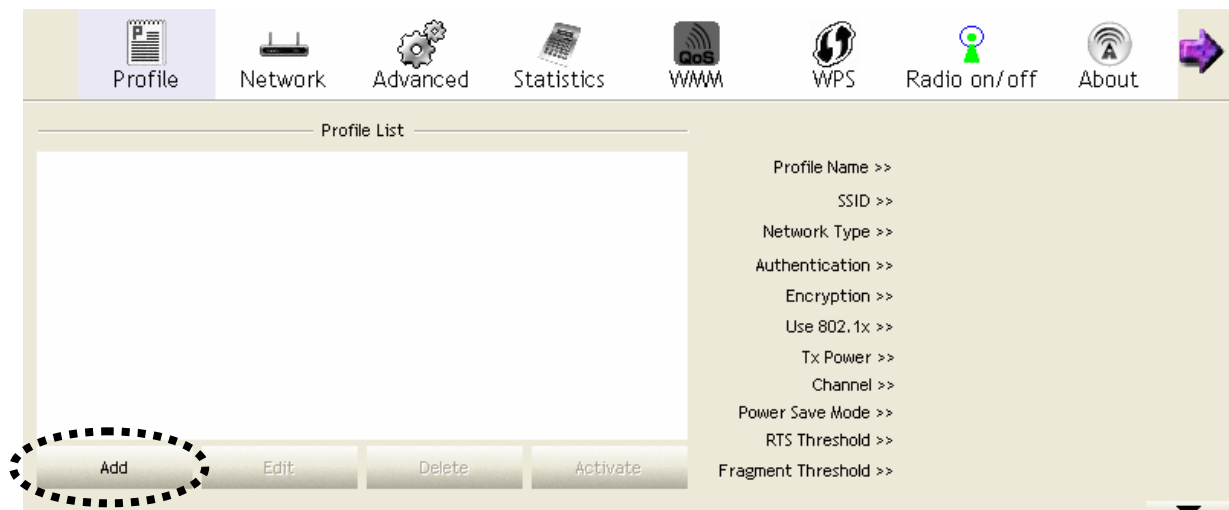 Profile
Network
Advanced
Statistics
QoS
WMM
WPS
Radio on/off
About
Profile List
Profile Name >>
SSID >>
Network Type >>
Authentication >>
Encryption >>
Use 802.1x >>
Tx Power >>
Channel >>
Power Save Mode >>
RTS Threshold >>
Fragment Threshold >>
Add
Edit
Delete
Activate